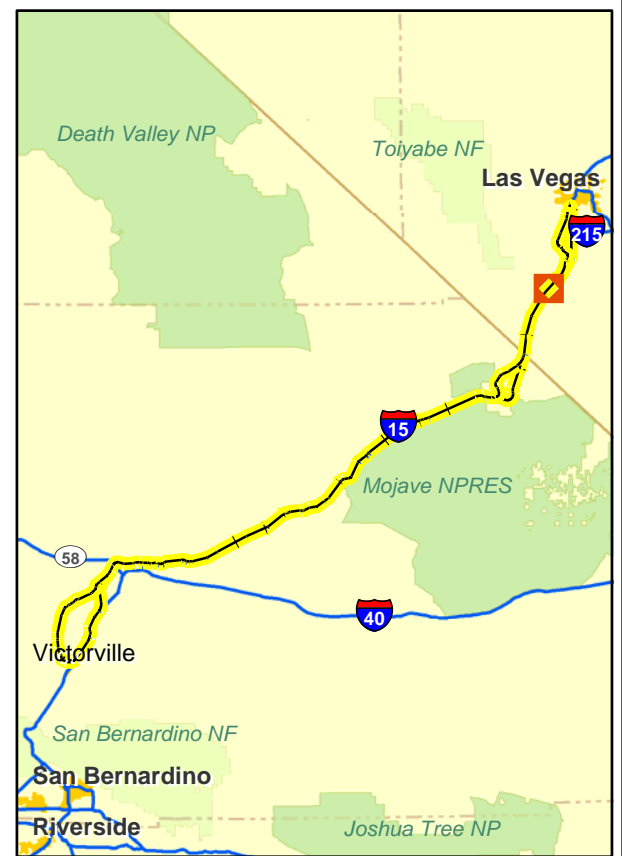 Death Valley NP
Toiyabe NF
Las Vegas
215
15
Mojave NPRES
58
40
Victorville
San Bernardino NF
San Bernardino
Riverside
Joshua Tree NP